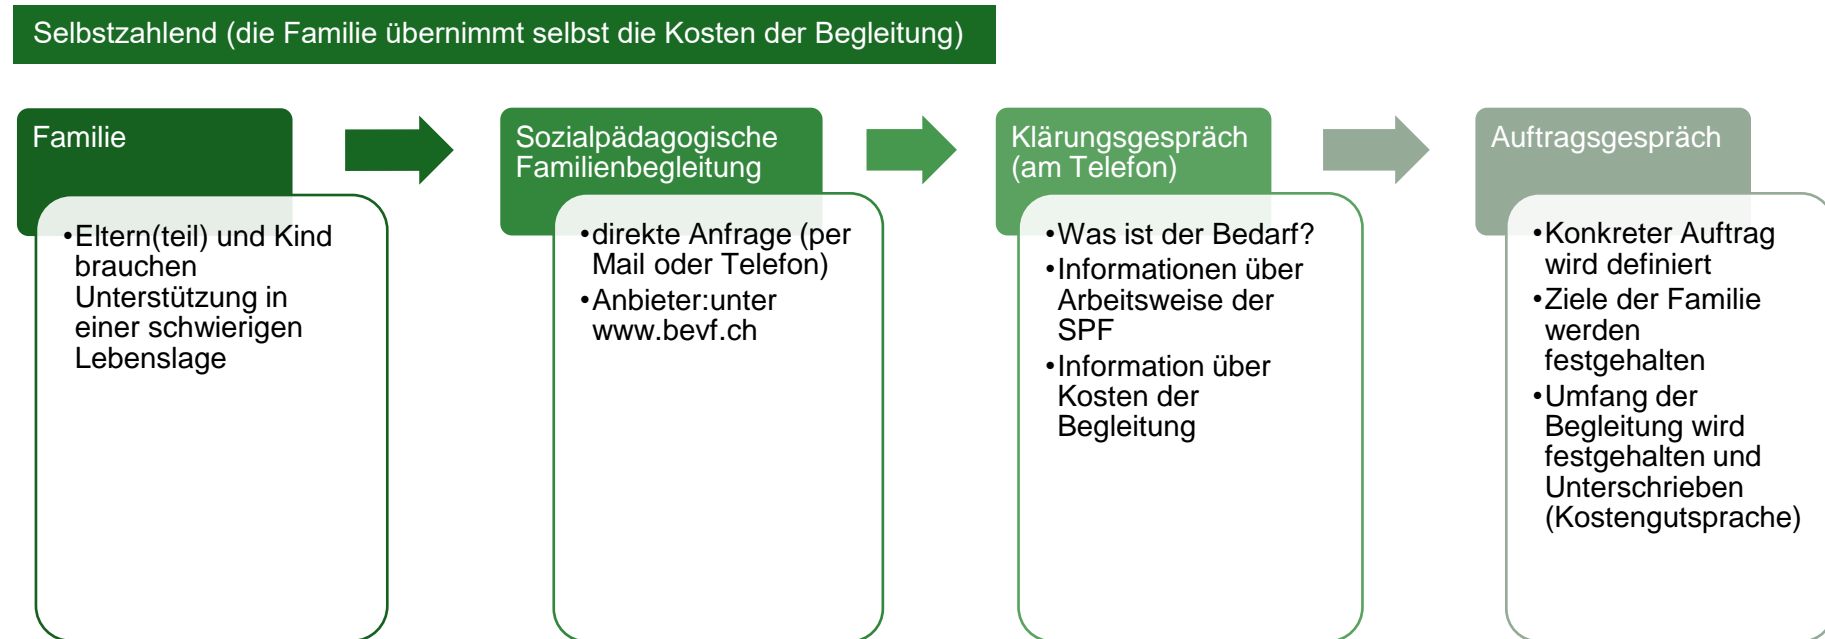 Selbstzahlend (die Familie übernimmt selbst die Kosten der Begleitung)
Familie
•Eltern(teil) und Kind
brauchen
Unterstützung in
einer schwierigen
Lebenslage
Sozialpädagogische
Familienbegleitung
•direkte Anfrage (per
Mail oder Telefon)
•Anbieter:unter
www.bevf.ch
Klärungsgespräch
(am Telefon)
•Was ist der Bedarf?
•Informationen über
Arbeitsweise der
SPF
•Information über
Kosten der
Begleitung
Auftragsgespräch
•Konkreter Auftrag
wird definiert
•Ziele der Familie
werden
festgehalten
•Umfang der
Begleitung wird
festgehalten und
Unterschrieben
(Kostengutsprache)